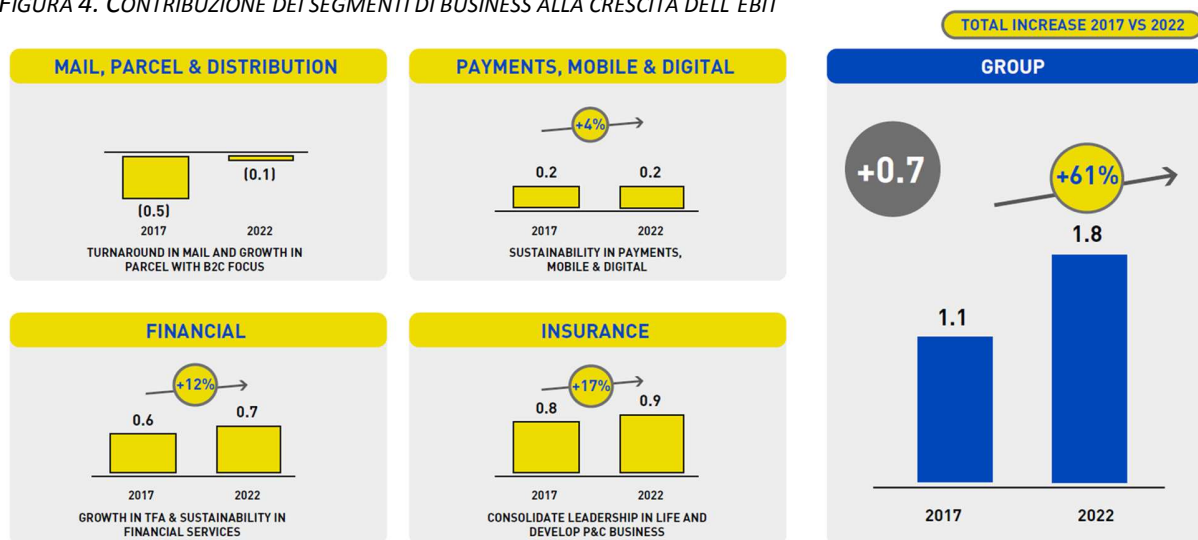 FIGURA 4. CONTRIBUZIONE DEI SEGMENTI DI BUSINESS ALLA CRESCITA DELL'EBIT
TOTAL INCREASE 2017 VS 2022
MAIL, PARCEL & DISTRIBUTION
(0.5)
(0.1)
2017
2022
TURNAROUND IN MAIL AND GROWTH IN
PARCEL WITH B2C FOCUS
PAYMENTS, MOBILE & DIGITAL
+4%
0.2
0.2
2017
2022
SUSTAINABILITY IN PAYMENTS,
MOBILE & DIGITAL
FINANCIAL
+12%
0.6
0.7
2017
2022
GROWTH IN TFA & SUSTAINABILITY IN
FINANCIAL SERVICES
INSURANCE
+17%
0.8
0.9
2017
2022
CONSOLIDATE LEADERSHIP IN LIFE AND
DEVELOP P&C BUSINESS
GROUP
+0.7
+61%
1.1
1.8
2017
2022